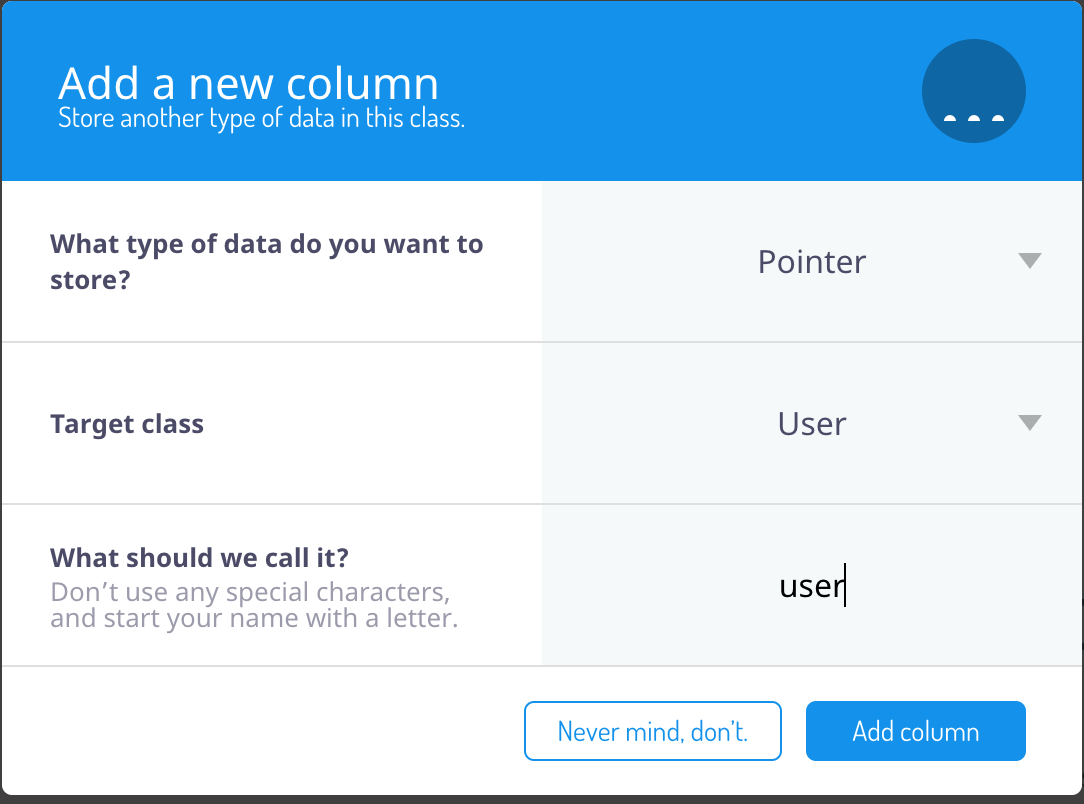 Add a new column
Store another type of data in this class.
What type of data do you want to
store?
Pointer
Target class
User
What should we call it?
Don’t use any special characters,
and start your name with a letter.
user
Never mind, don’t.
Add column